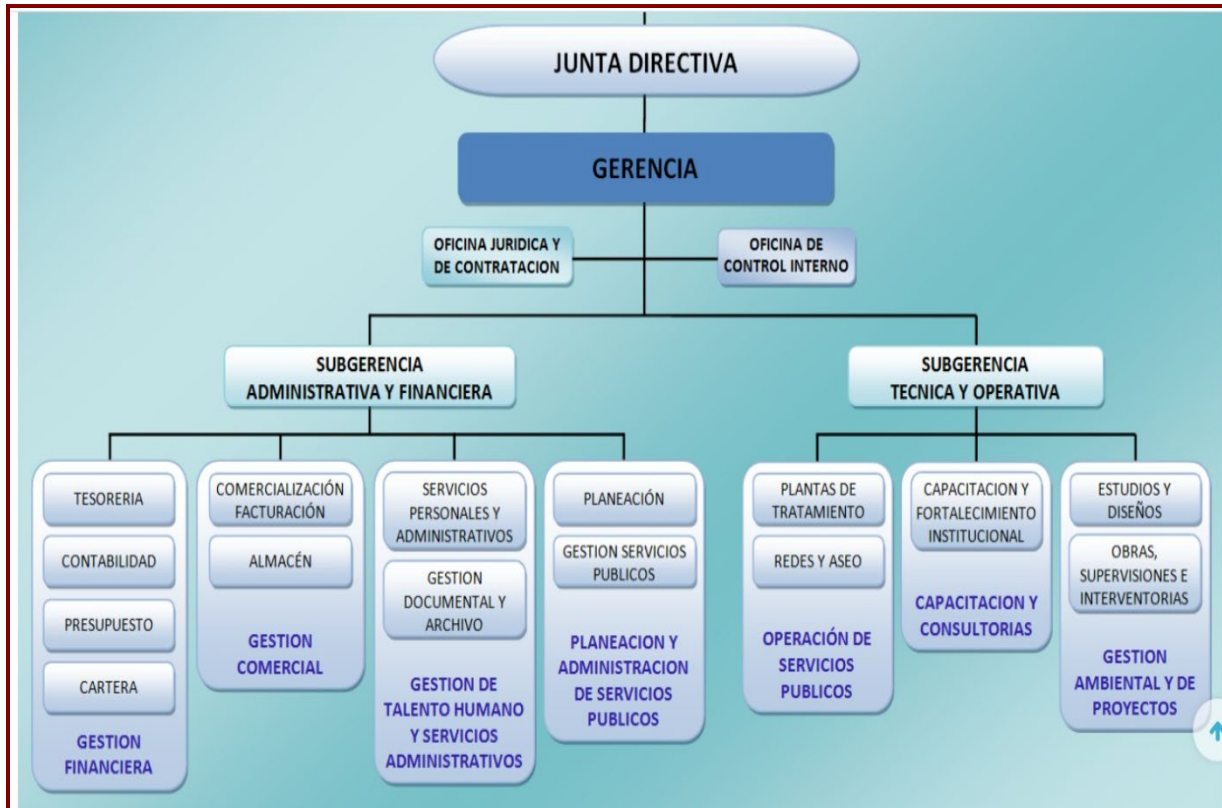 JUNTA DIRECTIVA
GERENCIA
OFICINA JURIDICA Y
DE CONTRATACION
OFICINA DE
CONTROL INTERNO
SUBGERENCIA
ADMINISTRATIVA Y FINANCIERA
SUBGERENCIA
TECNICA Y OPERATIVA
TESORERIA
CONTABILIDAD
PRESUPUESTO
CARTERA
GESTION
FINANCIERA
COMERCIALIZACIÓN
FACTURACIÓN
ALMACÉN
GESTION
COMERCIAL
SERVICIOS
PERSONALES Y
ADMINISTRATIVOS
GESTION
DOCUMENTAL Y
ARCHIVO
GESTION DE
TALENTO HUMANO
Y SERVICIOS
ADMINISTRATIVOS
PLANEACIÓN
GESTION SERVICIOS
PUBLICOS
PLANEACION Y
ADMINISTRACION
DE SERVICIOS
PUBLICOS
PLANTAS DE
TRATAMIENTO
REDES Y ASEO
OPERACIÓN DE
SERVICIOS
PUBLICOS
CAPACITACION Y
FORTALECIMIENTO
INSTITUCIONAL
CAPACITACION Y
CONSULTORIAS
ESTUDIOS Y
DISEÑOS
OBRAS,
SUPERVISIONES E
INTERVENTORIAS
GESTION
AMBIENTAL Y DE
PROYECTOS